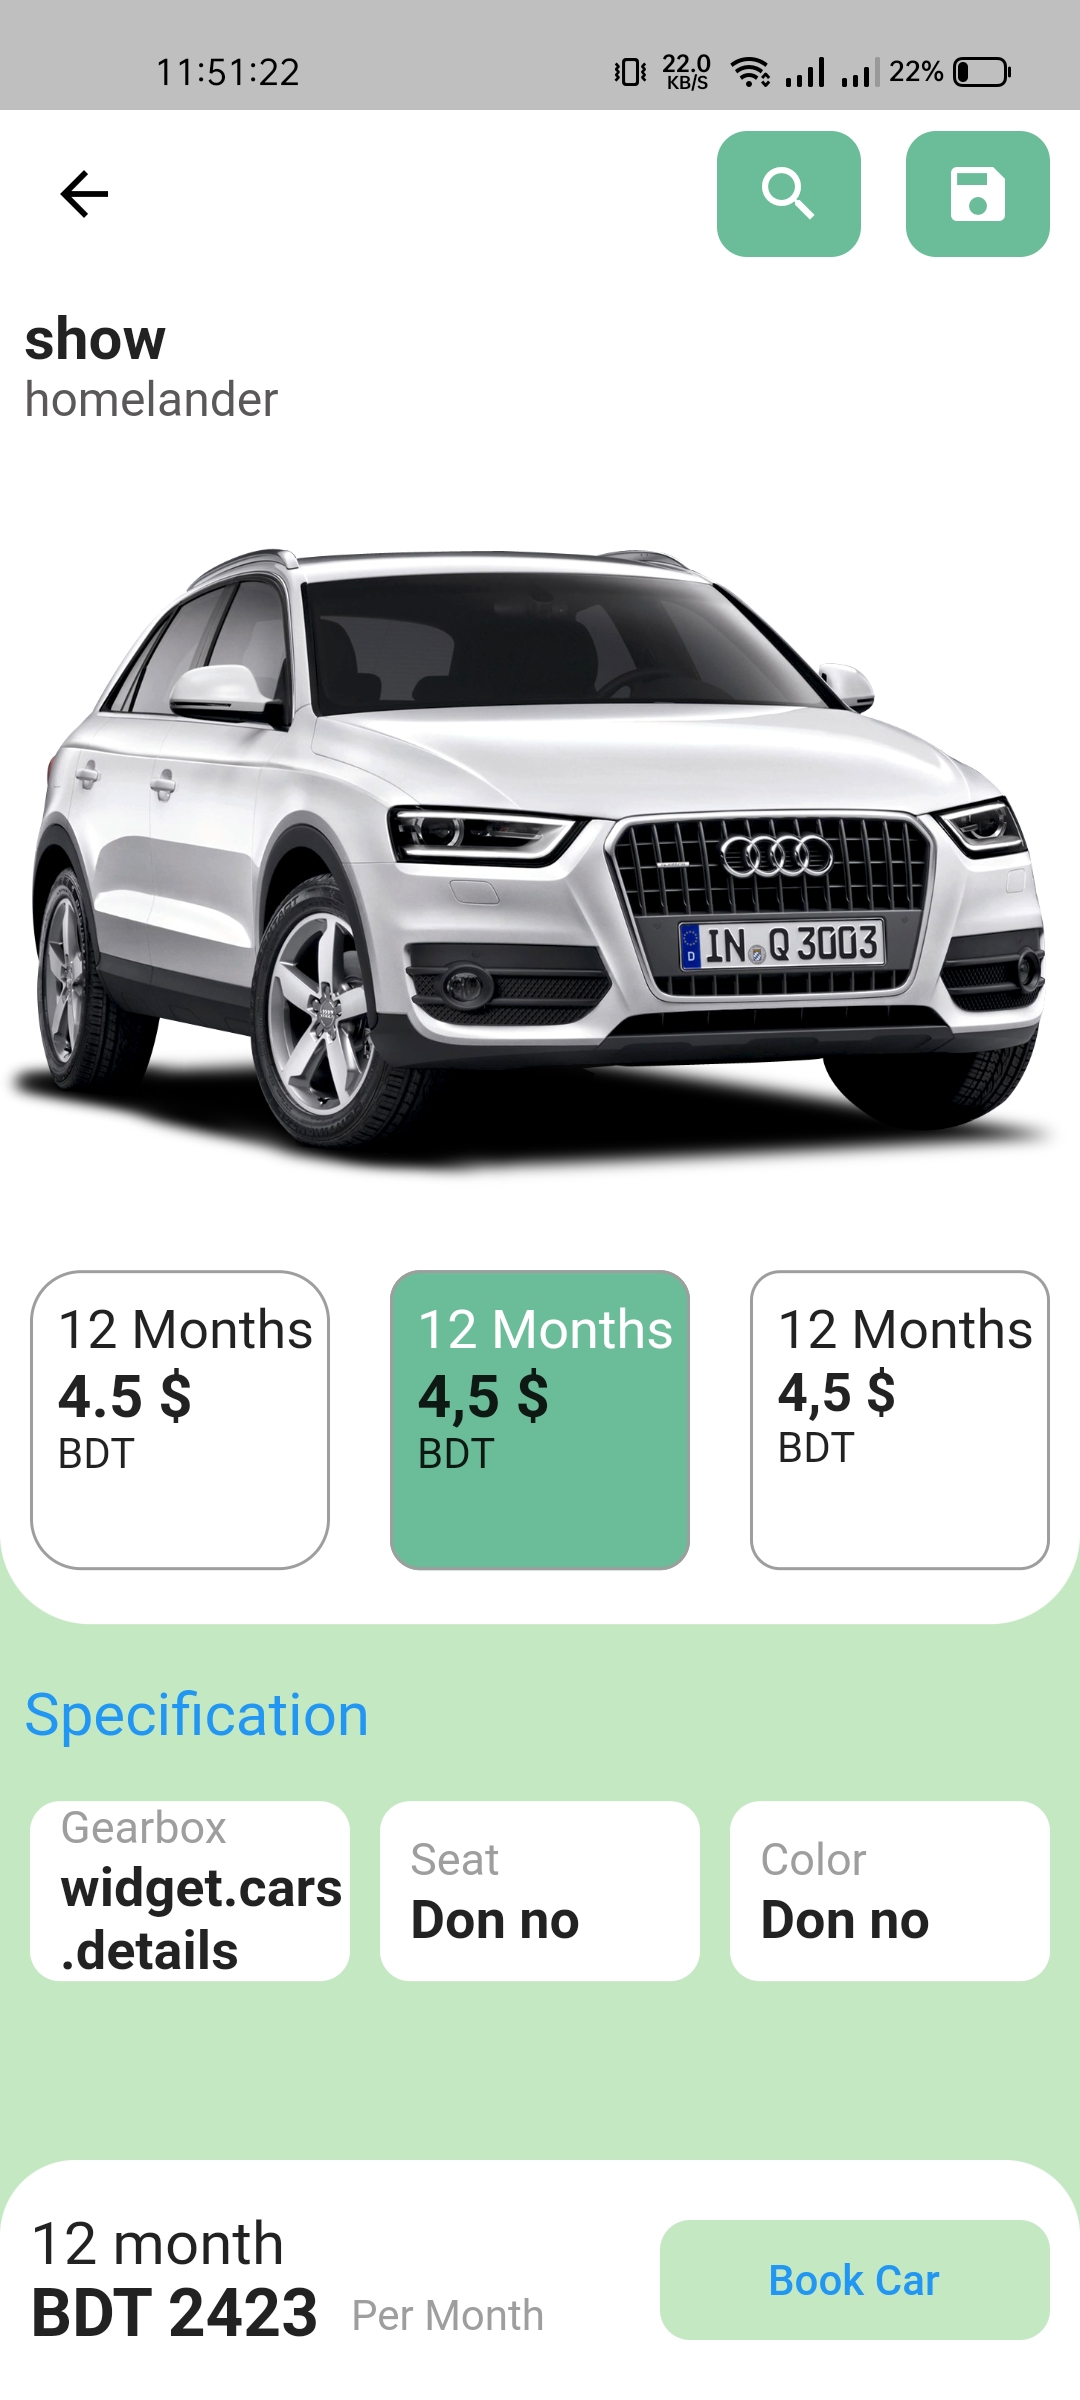 11:51:22
22.0
KB/S
22%
show
homelander
D
IN Q 3003
12 Months
4.5 $
BDT
12 Months
4,5 $
BDT
12 Months
4,5 $
BDT
Specification
Gearbox
widget.cars
.details
Seat
Don no
Color
Don no
12 month
BDT 2423 Per Month
Book Car